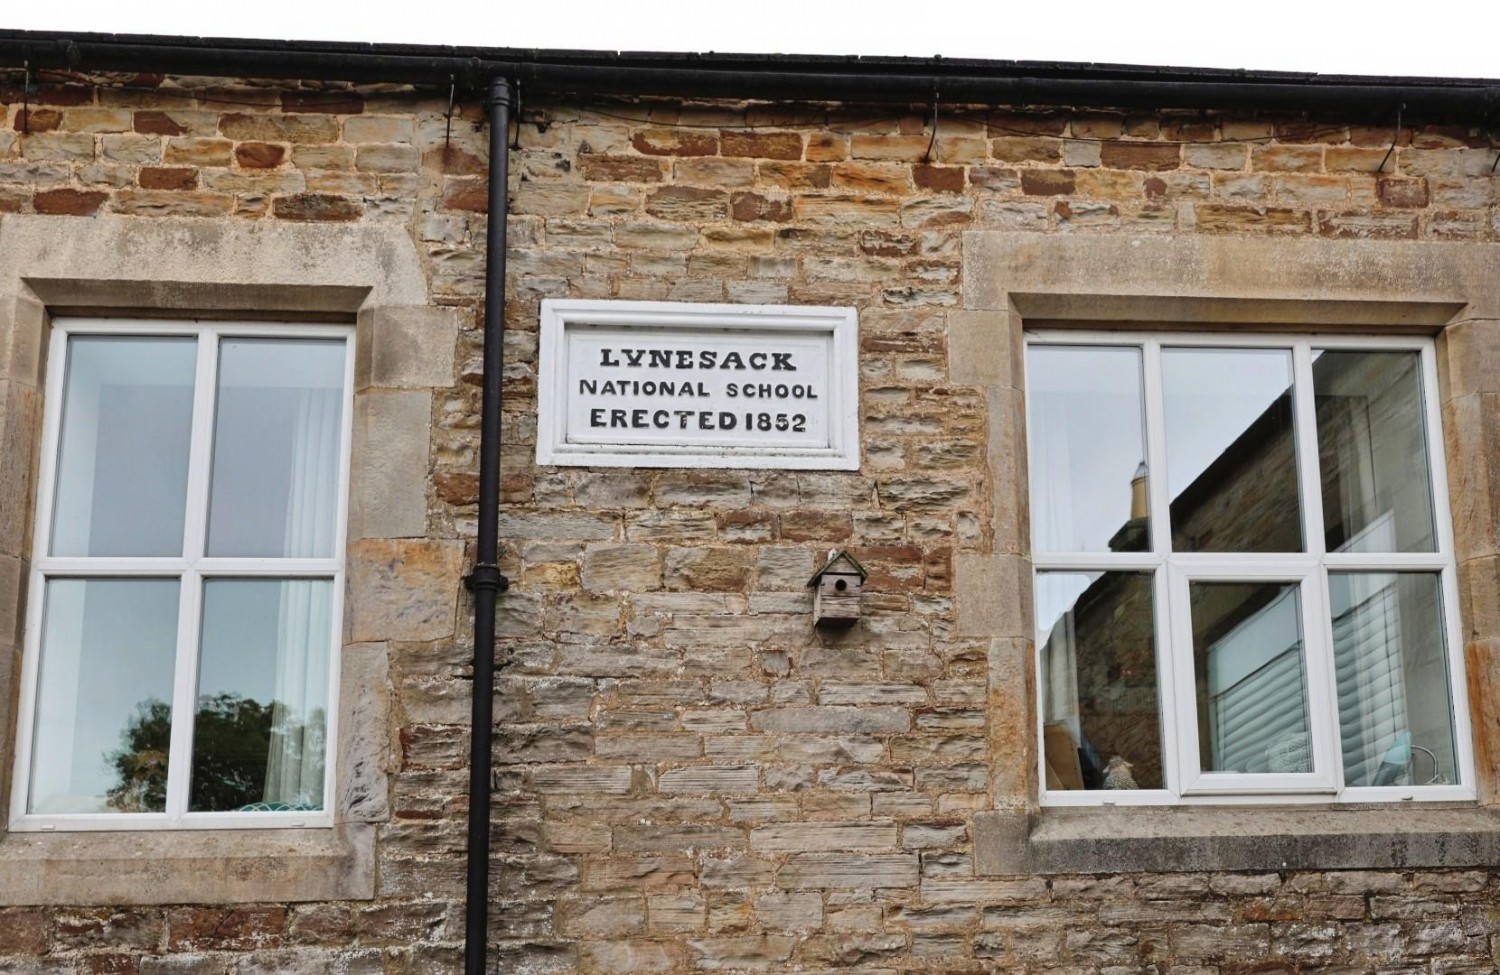 LYNESACK
NATIONAL SCHOOL
ERECTED 1852